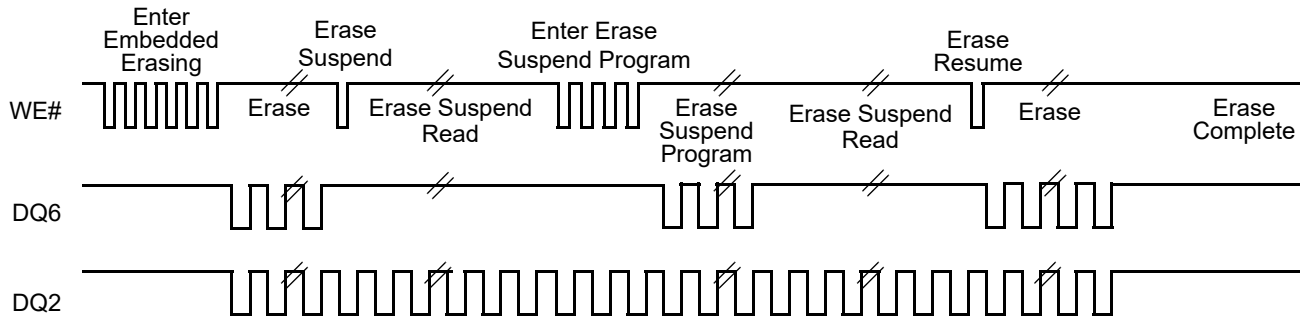 Enter
Embedded
Erasing
Erase
Suspend
Enter Erase
Suspend Program
Erase
Resume
WE#
Erase
Erase Suspend
Read
Erase
Suspend
Program
Erase Suspend
Read
Erase
Erase
Complete
DQ6
DQ2